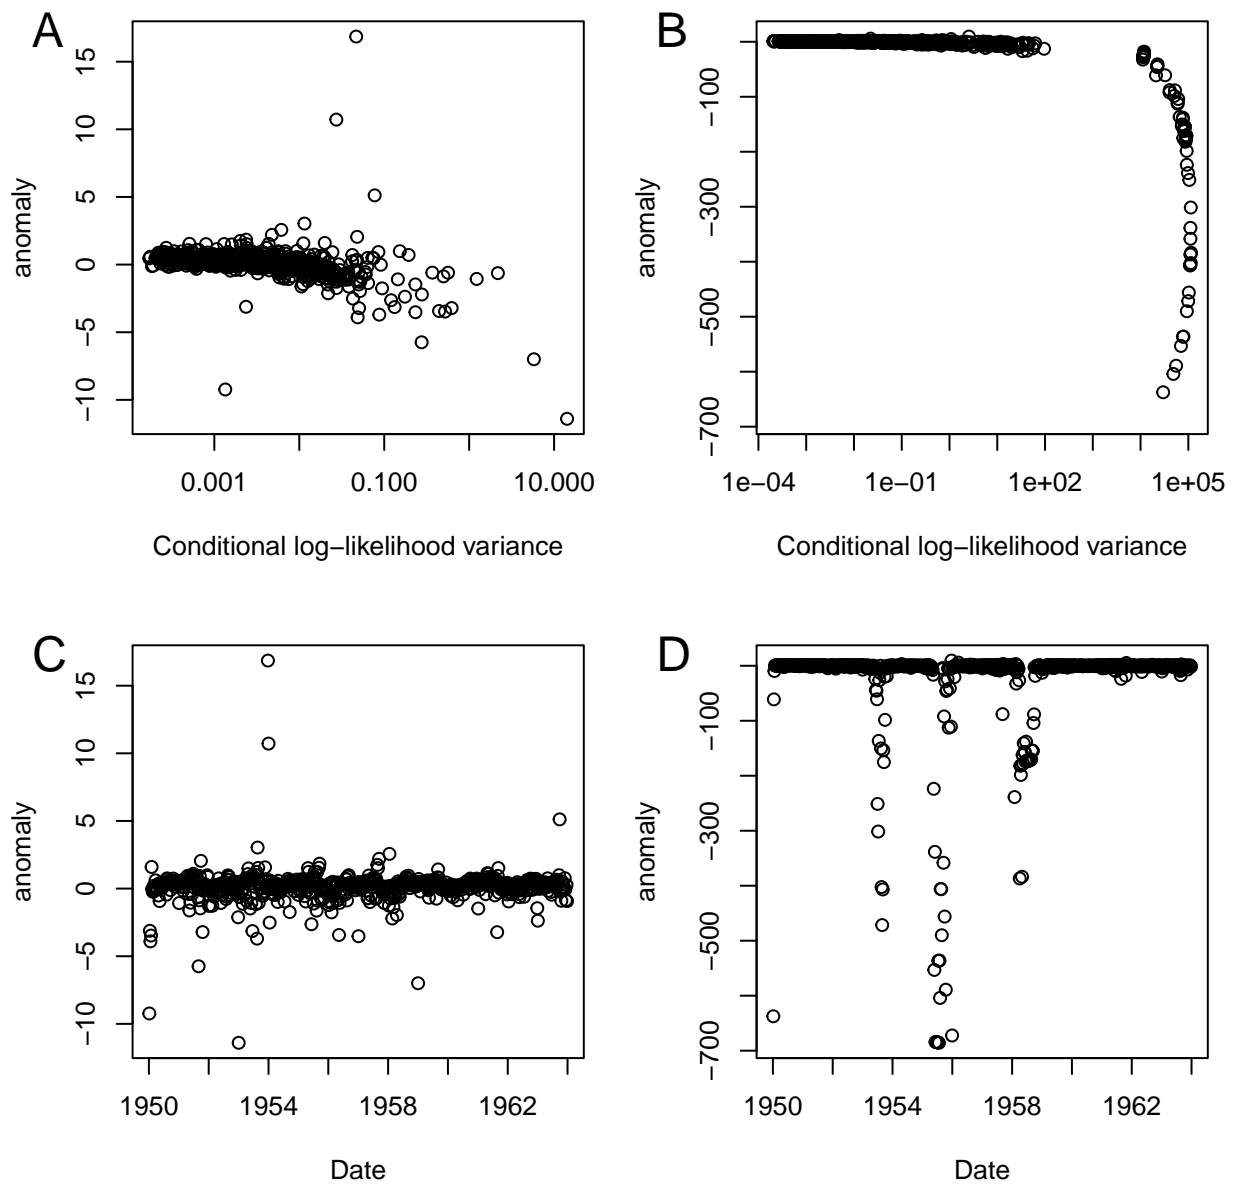 A
anomaly
15
10
5
0
−5
−10
0.001
0.100
10.000
Conditional log−likelihood variance
B
anomaly
−100
−300
−500
−700
1e−04
1e−01
1e+02
1e+05
Conditional log−likelihood variance
C
anomaly
15
10
5
0
−5
−10
1950
1954
1958
1962
Date
D
anomaly
−100
−300
−500
−700
1950
1954
1958
1962
Date